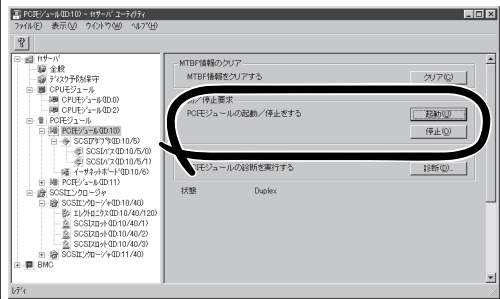 PCIモジュール(ID:10) - ftサーバ ユーティリティ
ファイル(F) 表示(V) ウインドウ(W) ヘルプ(H)
ftサーバ
全般
ディスク予防保守
CPUモジュール
CPUモジュール(ID:0)
CPUモジュール(ID:2)
PCIモジュール
PCIモジュール(ID:10)
SCSIアダプタ(ID:10/5)
SCSIバス(ID:10/5/0)
SCSIバス(ID:10/5/1)
イーサネットボード(ID:10/6)
PCIモジュール(ID:11)
SCSIエンクロージャ
SCSIエンクロージャ(ID:10/40)
エレクトロニクス(ID:10/40/120)
SCSIスロット(ID:10/40/1)
SCSIスロット(ID:10/40/2)
SCSIスロット(ID:10/40/3)
SCSIエンクロージャ(ID:11/40)
BMC
MTBF情報のクリア
MTBF情報をクリアする
クリア(C)
動/停止要求
PCIモジュールの起動/停止をする
起動(U)
停止(O)
CIモジュールの診断を実行する
診断(D)...
状態
Duplex
レディ